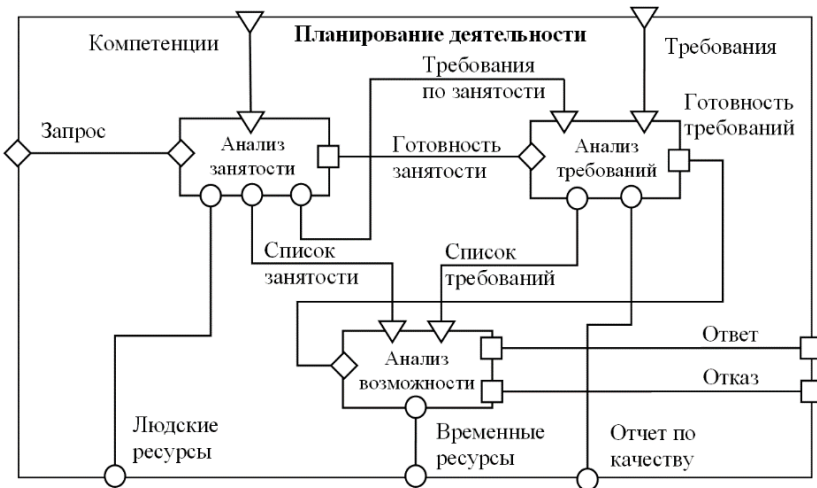 Планирование деятельности
Компетенции
Требования
Требования
по занятости
Готовность
требований
Запрос
Анализ
занятости
Готовность
занятости
Анализ
требований
Список
занятости
Список
требований
Анализ
возможности
Ответ
Отказ
Людские
ресурсы
Временные
ресурсы
Отчет по
качеству